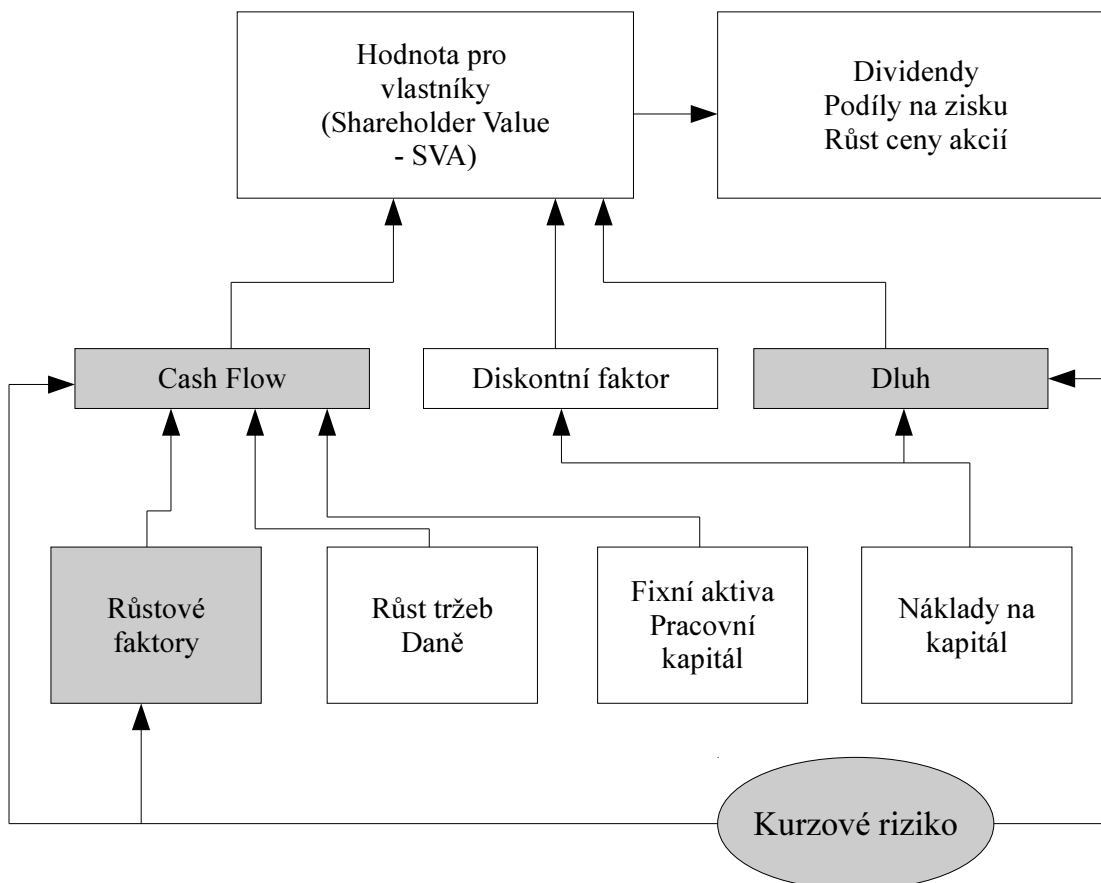 Hodnota pro
vlastníky
(Shareholder Value
- SVA)
Dividendy
Podíly na zisku
Růst ceny akcií
Cash Flow
Diskontní faktor
Dluh
Růstové
faktory
Růst tržeb
Daně
Fixní aktiva
Pracovní
kapitál
Náklady na
kapitál
Kurzové riziko